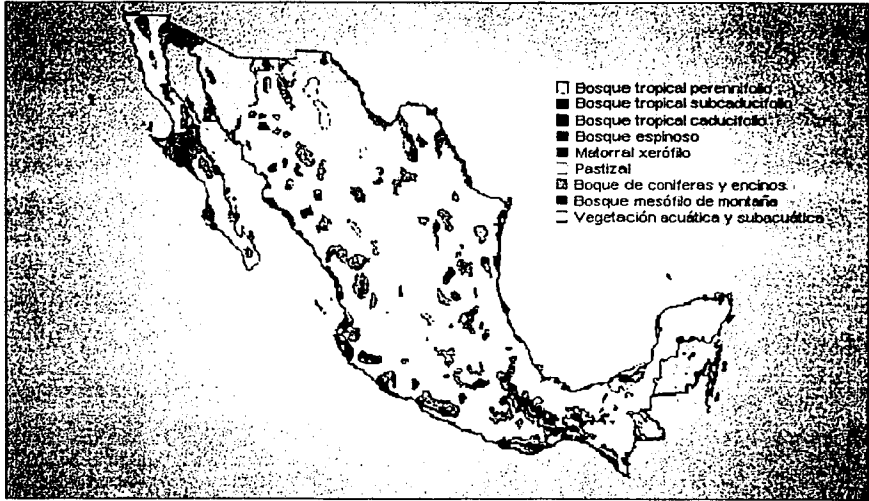 Bosque tropical perennifolio
Bosque tropical subcaducifolio
Bosque tropical caducifolio
Bosque espinoso
Matorral xerófilo
Pastizal
Boque de coniferas y encinos
Bosque mesófilo de montaña
Vegetación acuática y subacuática